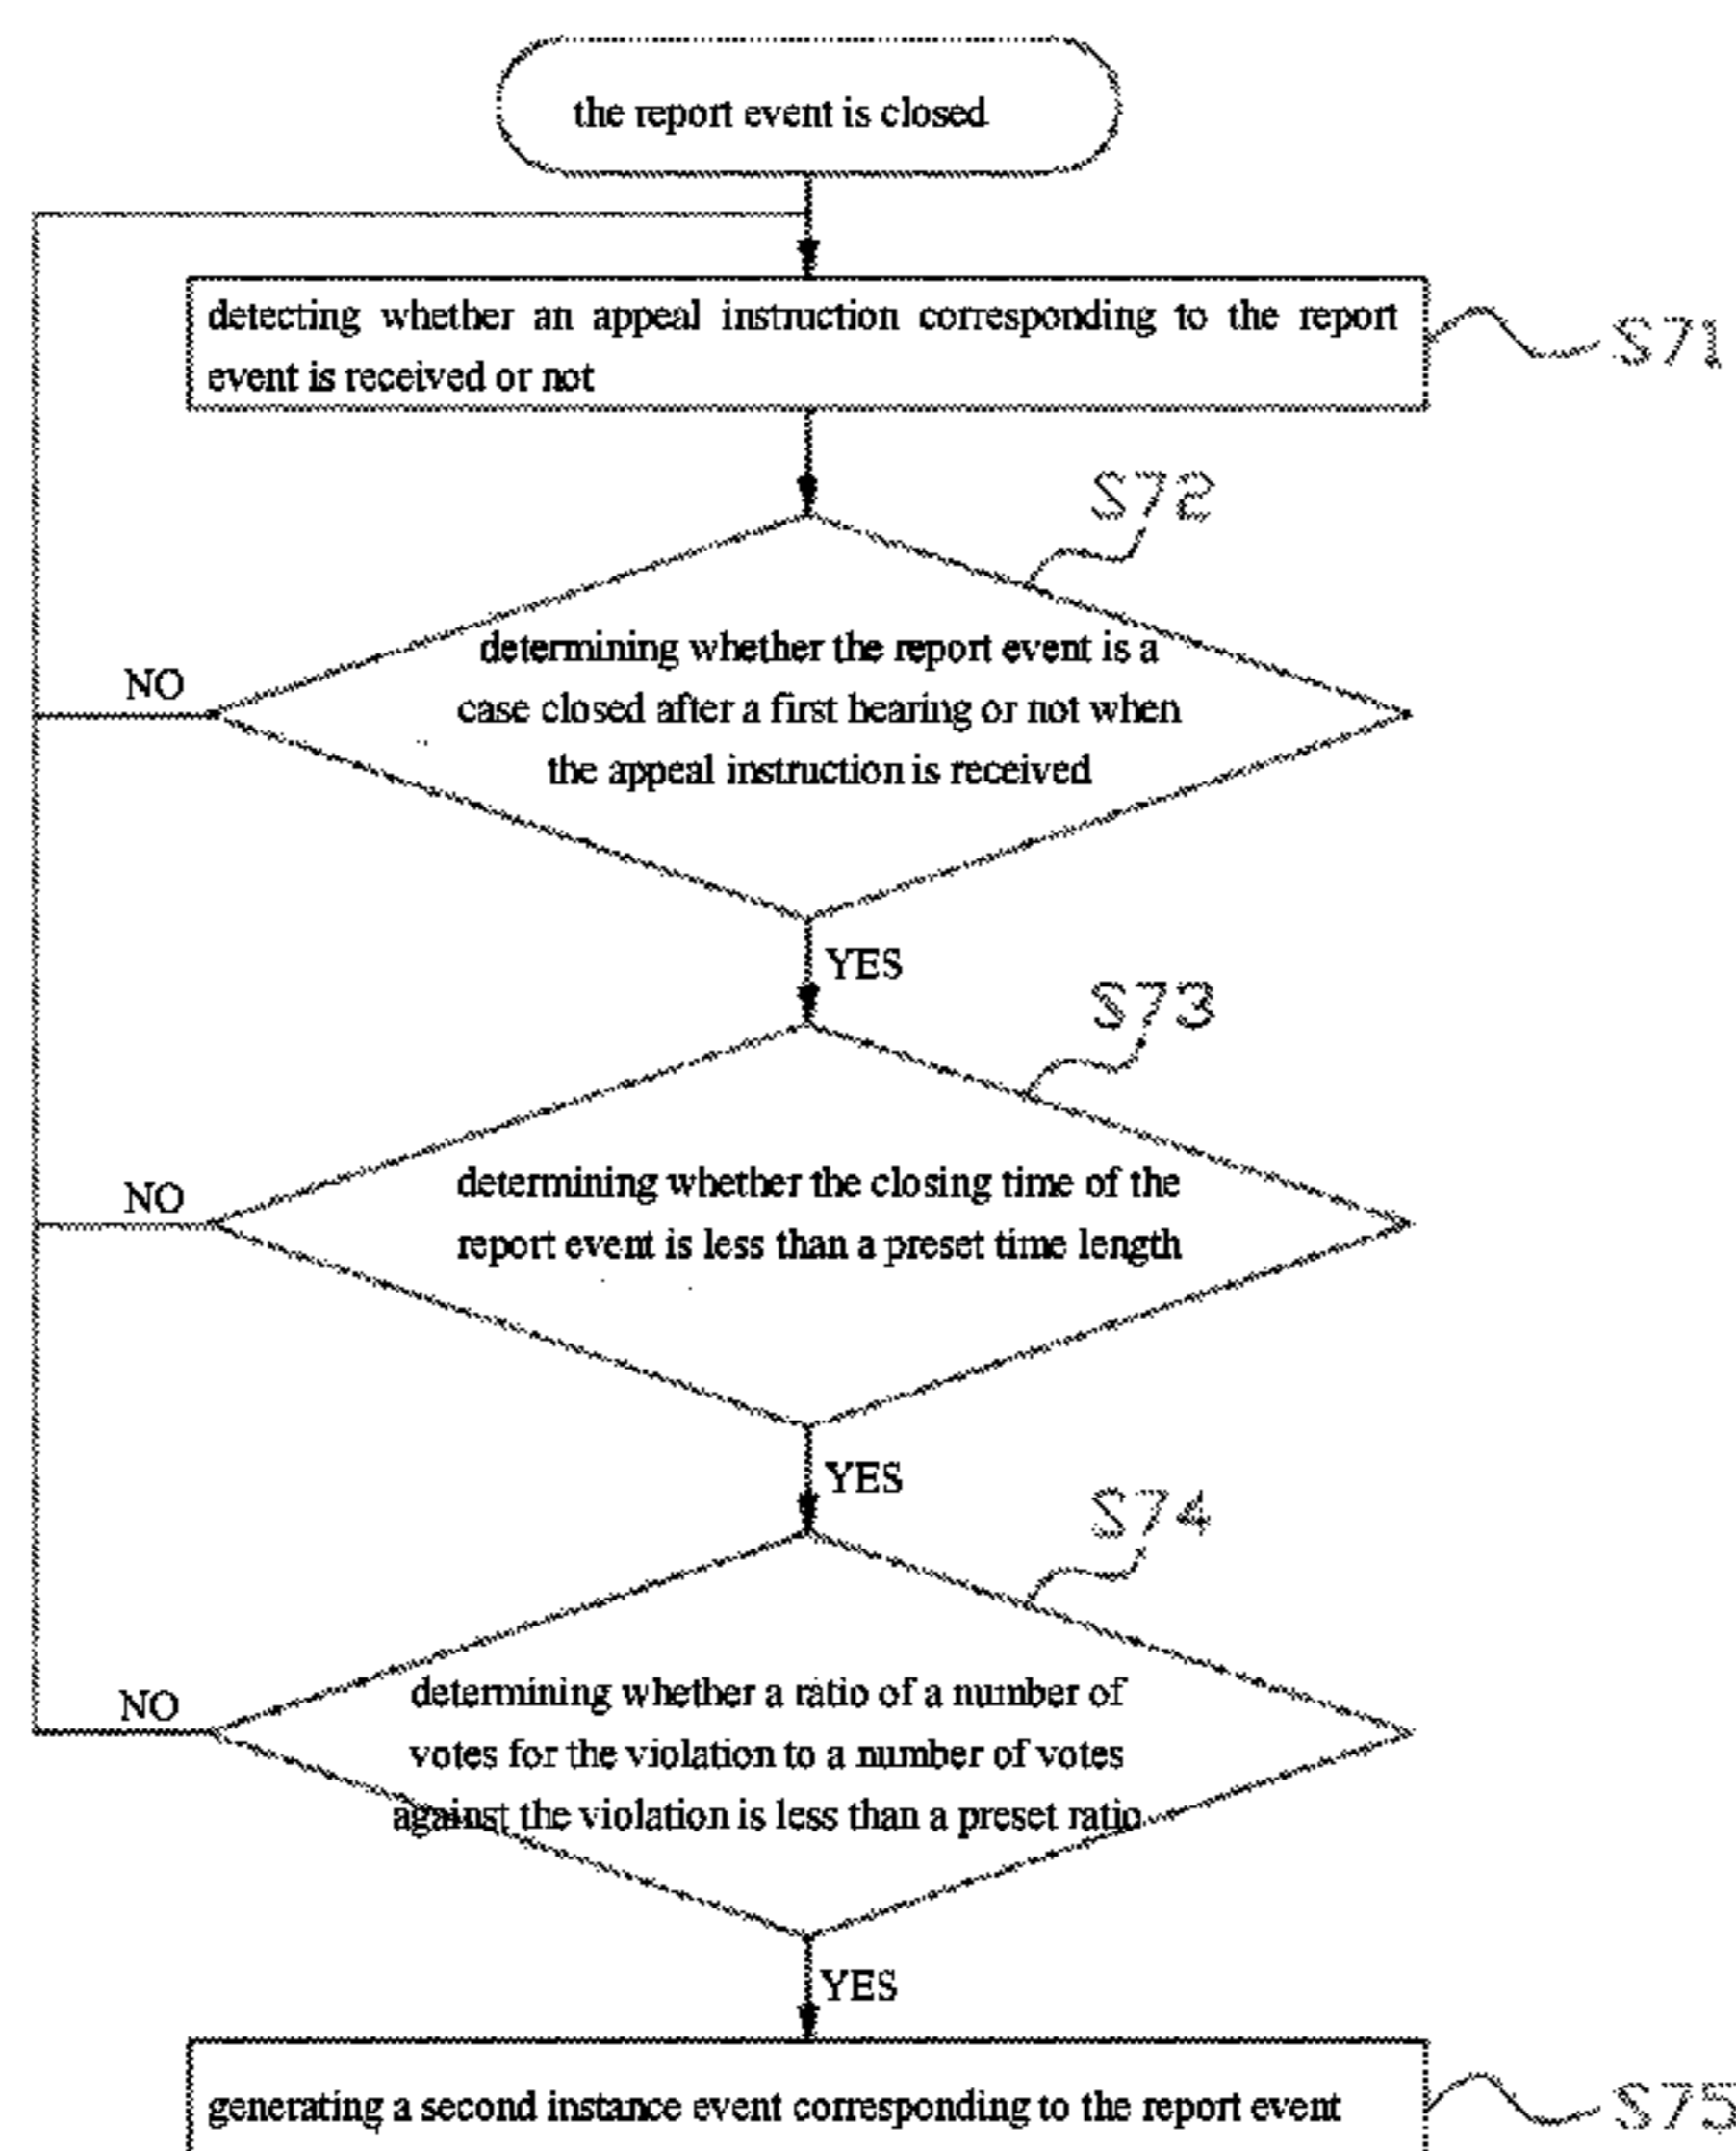 the report event is closed
detecting whether an appeal instruction corresponding to the report
event is received or not
S71
S72
determining whether the report event is a
case closed after a first hearing or not when
the appeal instruction is received
NO
YES
S73
determining whether the closing time of the
report event is less than a preset time length
NO
YES
S74
determining whether a ratio of a number of
votes for the violation to a number of votes
against the violation is less than a preset ratio
NO
YES
generating a second instance event corresponding to the report event
S75